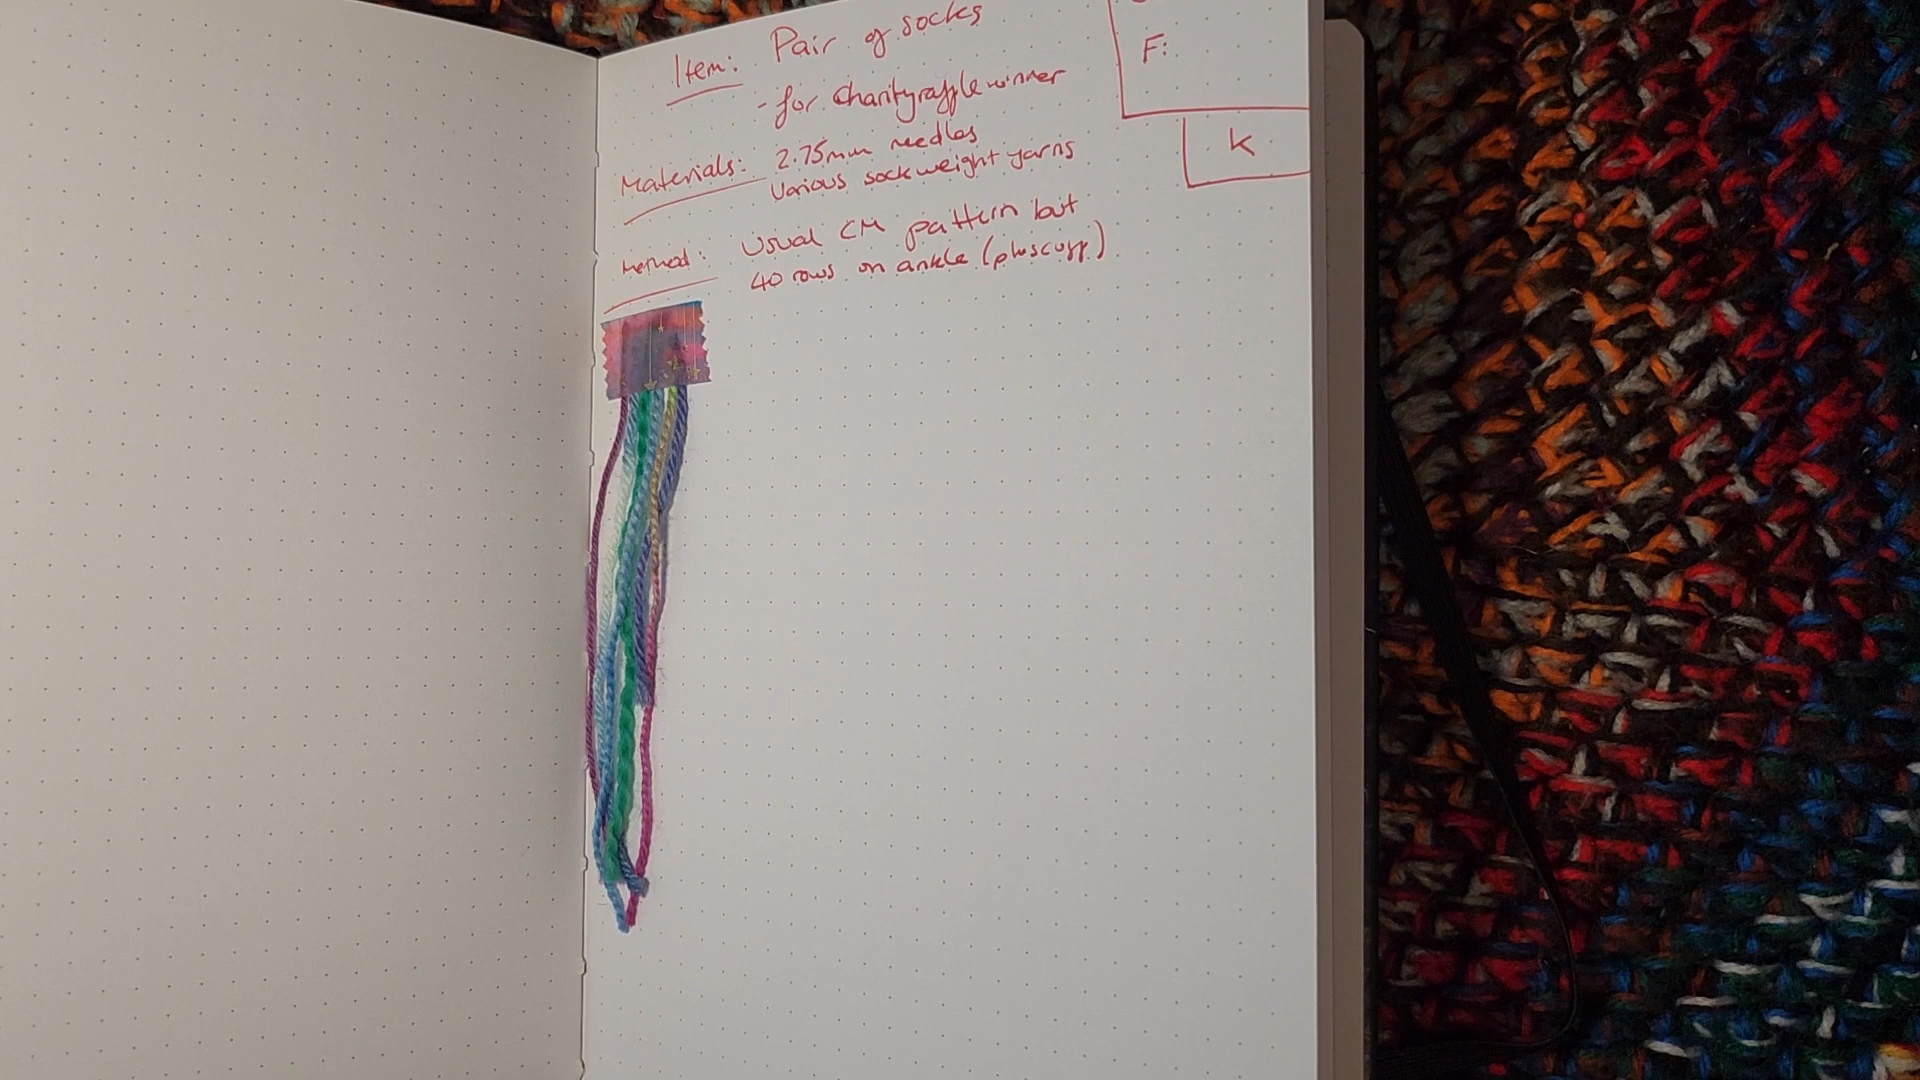 Item: Pair of socks
- for charity raffle winner
Materials: 2.75mm needles
Various sock weight yarns
Method: Usual CM pattern but
40 rows on ankle (plus cuff)
F:
K